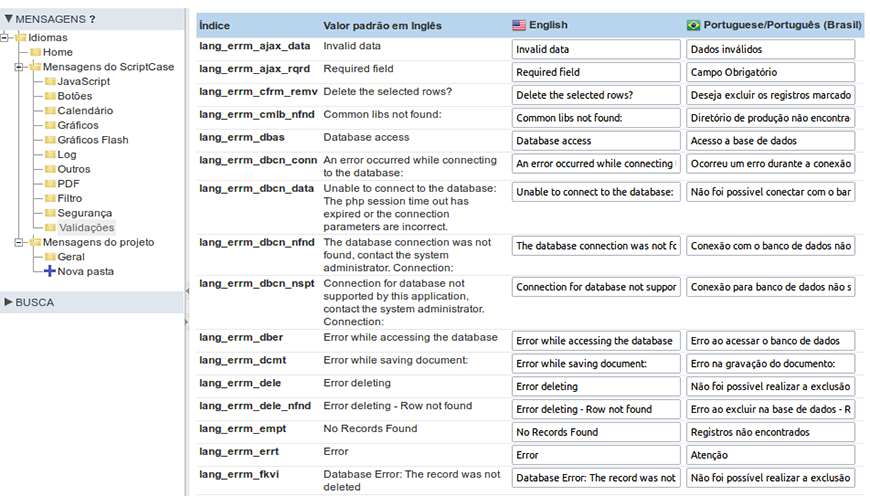 MENSAGENS ?
Idiomas
Home
Mensagens do ScriptCase
JavaScript
Botões
Calendário
Gráficos
Gráficos Flash
Log
Outros
PDF
Filtro
Segurança
Validações
Mensagens do projeto
Geral
Nova pasta
BUSCA
Índice Valor padrão em Inglês English Portuguese/Português (Brasil)
lang_errm_ajax_data Invalid data Invalid data Dados inválidos
lang_errm_ajax_rqrd Required field Required field Campo Obrigatório
lang_errm_cfrm_remv Delete the selected rows? Delete the selected rows? Deseja excluir os registros marcado
lang_errm_cmlb_nfnd Common libs not found: Common libs not found: Diretório de produção não encontra
lang_errm_dbas Database access Database access Acesso a base de dados
lang_errm_dbcn_conn An error occurred while connecting An error occurred while connecting Ocorreu um erro durante a conexão
to the database:
lang_errm_dbcn_data Unable to connect to the database: Unable to connect to the database: Não foi possivel conectar com o bar
The php session time out has
expired or the connection
parameters are incorrect.
lang_errm_dbcn_nfnd The database connection was not The database connection was not fc Conexão com o banco de dados não
found, contact the system
administrator. Connection:
lang_errm_dbcn_nspt Connection for database not Connection for database not suppor Conexão para banco de dados não s
supported by this application,
contact the system administrator.
Connection:
lang_errm_dber Error while accessing the database Error while accessing the database Erro ao acessar o banco de dados
lang_errm_dcmt Error while saving document: Error while saving document: Erro na gravação do documento:
lang_errm_dele Error deleting Error deleting Não foi possível realizar a exclusão
lang_errm_dele_nfnd Error deleting - Row not found Error deleting - Row not found Erro ao excluir na base de dados - R
lang_errm_empt No Records Found No Records Found Registros não encontrados
lang_errm_errt Error Error Atenção
lang_errm_fkvi Database Error: The record was not Database Error: The record was not Não foi possível realizar a exclusão
deleted